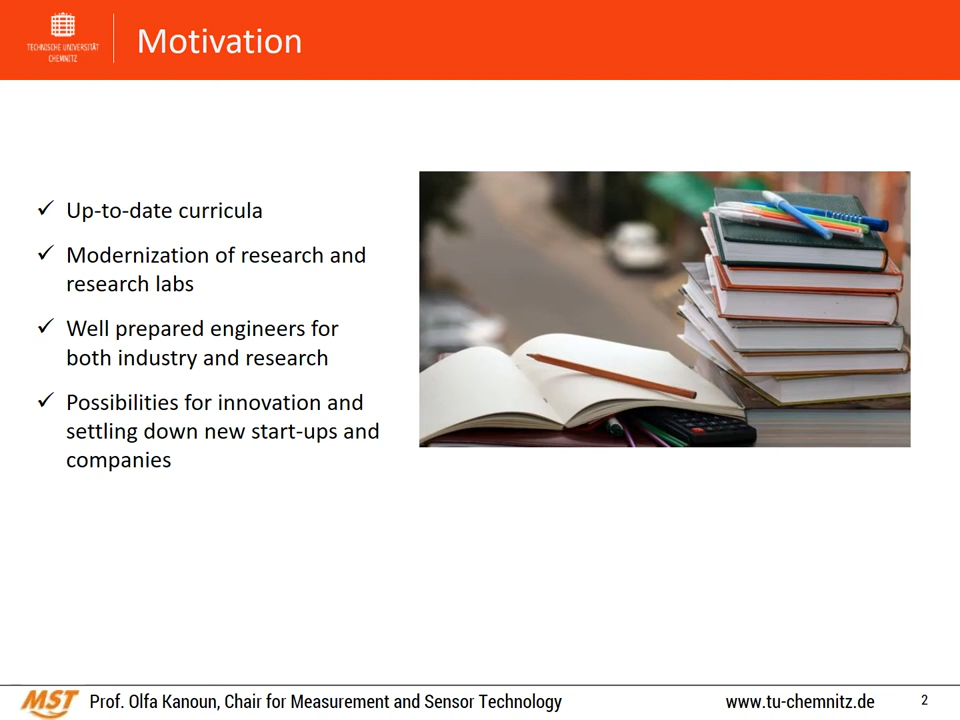 TECHNISCHE UNIVERSITÄT
CHEMNITZ
Motivation
✓ Up-to-date curricula
✓ Modernization of research and
research labs
✓ Well prepared engineers for
both industry and research
✓ Possibilities for innovation and
settling down new start-ups and
companies
MST Prof. Olfa Kanoun, Chair for Measurement and Sensor Technology www.tu-chemnitz.de 2